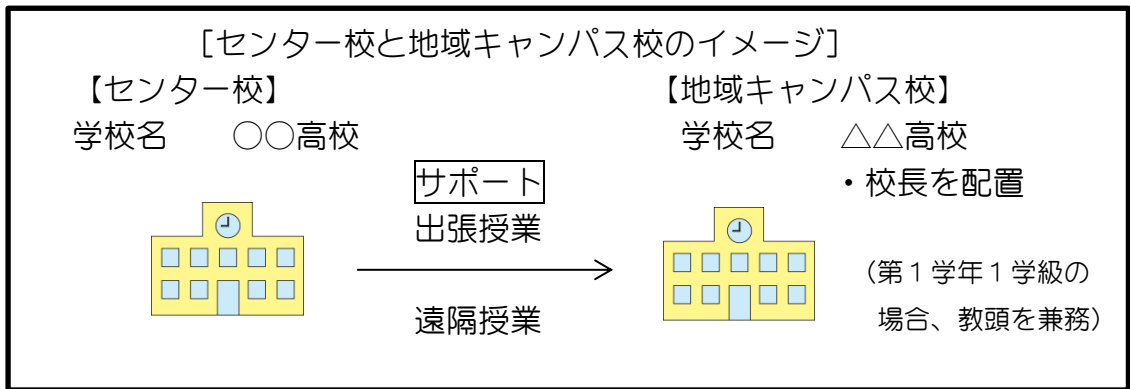 ［センター校と地域キャンパス校のイメージ］
【センター校】
学校名　○○高校
【地域キャンパス校】
学校名　△△高校
・校長を配置
（第１学年１学級の
場合、教頭を兼務）
サポート
出張授業
遠隔授業